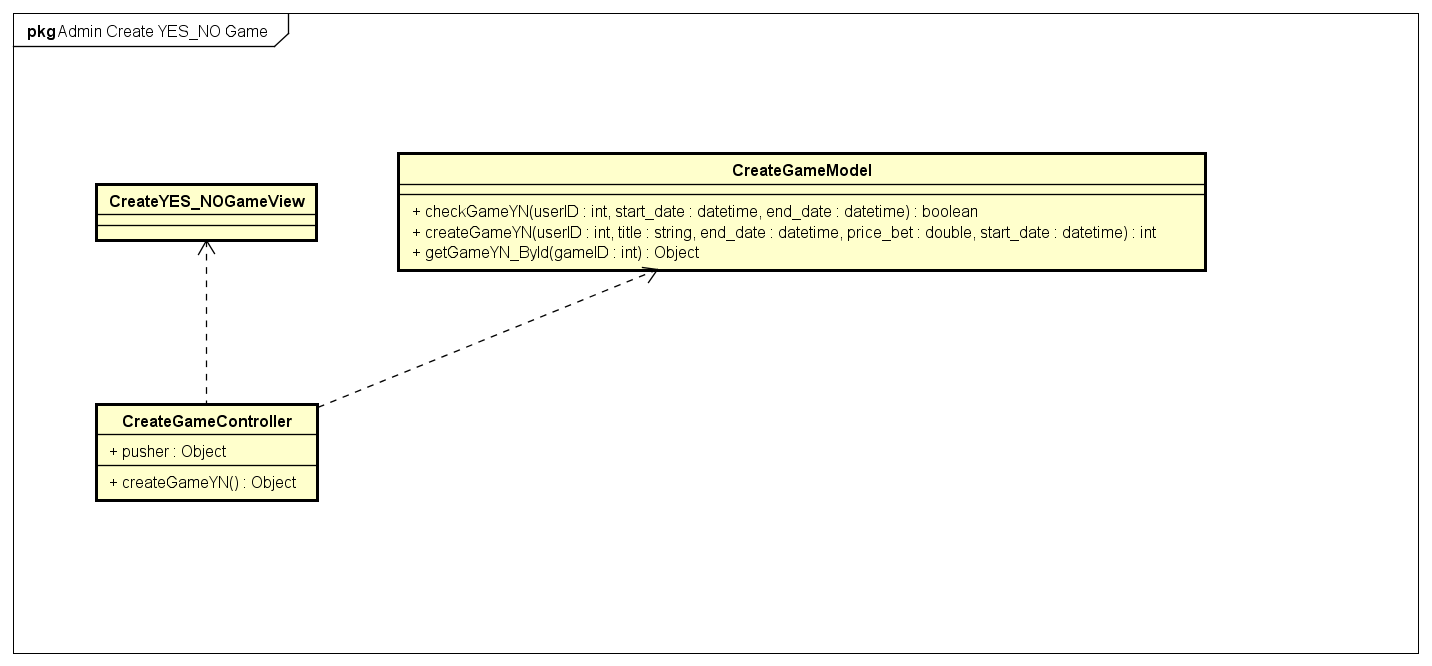 pkg Admin Create YES_NO Game
CreateGameModel
+ checkGameYN(userID : int, start_date : datetime, end_date : datetime) : boolean
+ createGameYN(userID : int, title : string, end_date : datetime, price_bet : double, start_date : datetime) : int
+ getGameYN_ById(gameID : int) : Object
CreateYES_NOGameView
CreateGameController
+ pusher : Object
+ createGameYN() : Object